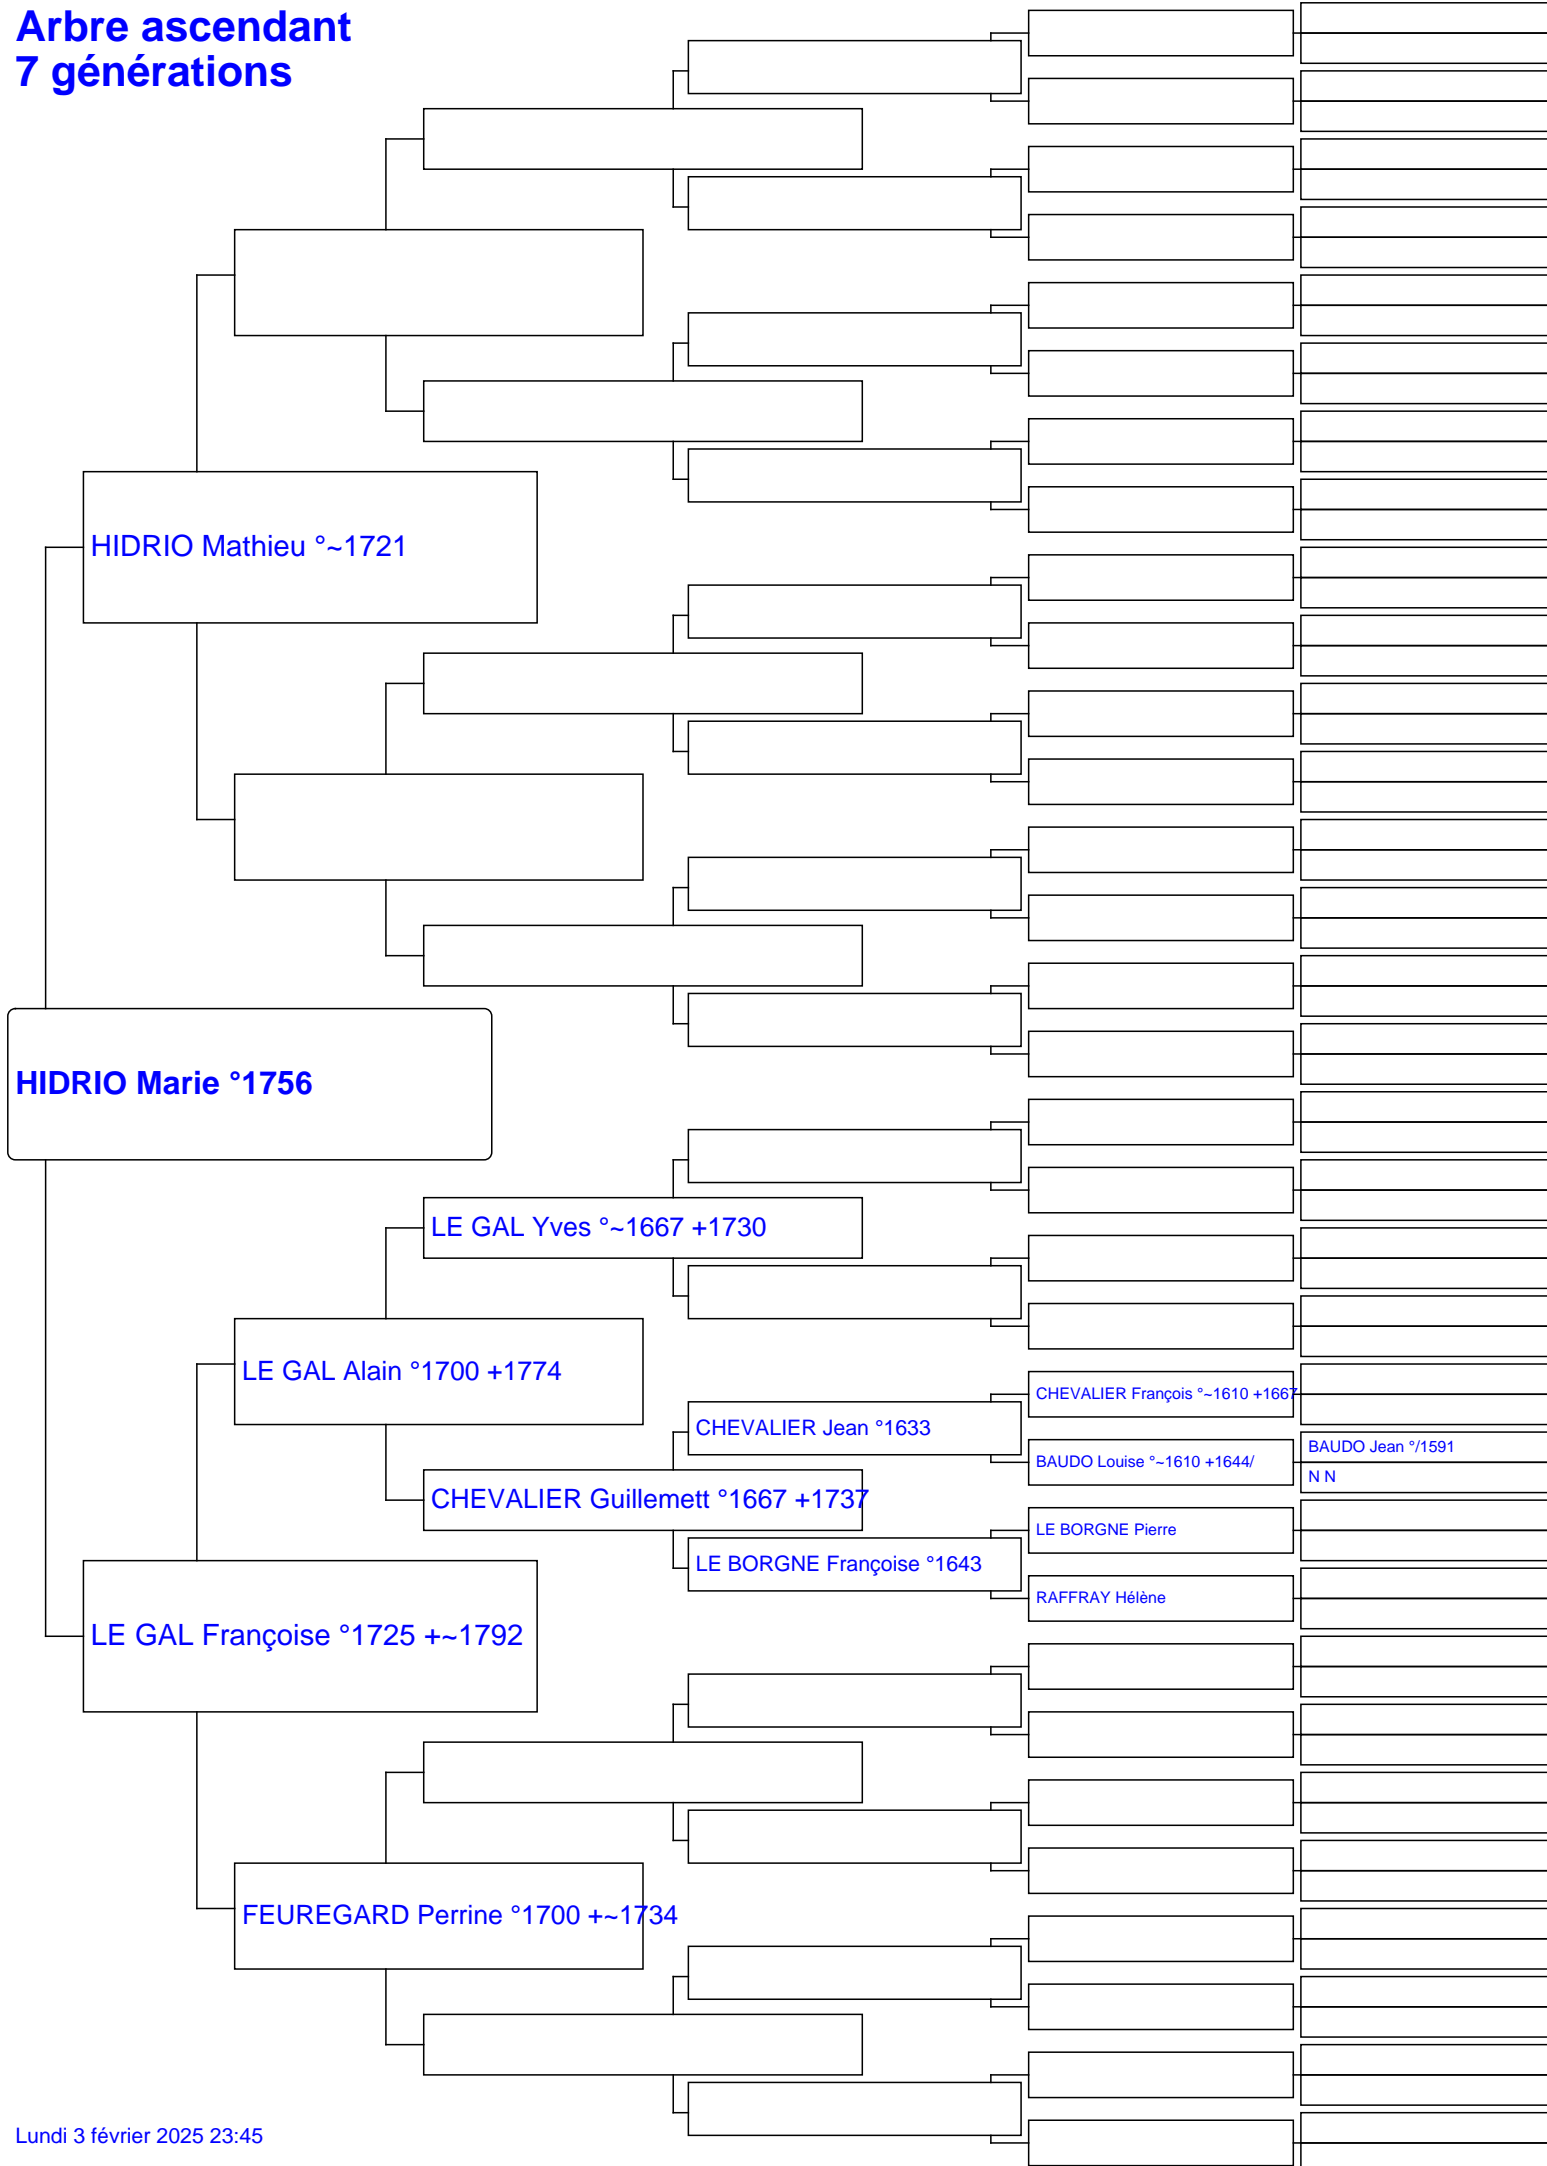 Arbre ascendant
7 générations
HIDRIO Mathieu °~1721
HIDRIO Marie °1756
LE GAL Yves °~1667 +1730
LE GAL Alain °1700 +1774
CHEVALIER François °~1610 +1667
CHEVALIER Jean °1633
BAUDO Jean °/1591
BAUDO Louise °~1610 +1644/
N N
CHEVALIER Guillemett °1667 +1737
LE BORGNE Pierre
LE BORGNE Françoise °1643
RAFFRAY Hélène
LE GAL Françoise °1725 +~1792
FEUREGARD Perrine °1700 +~1734
Lundi 3 février 2025 23:45